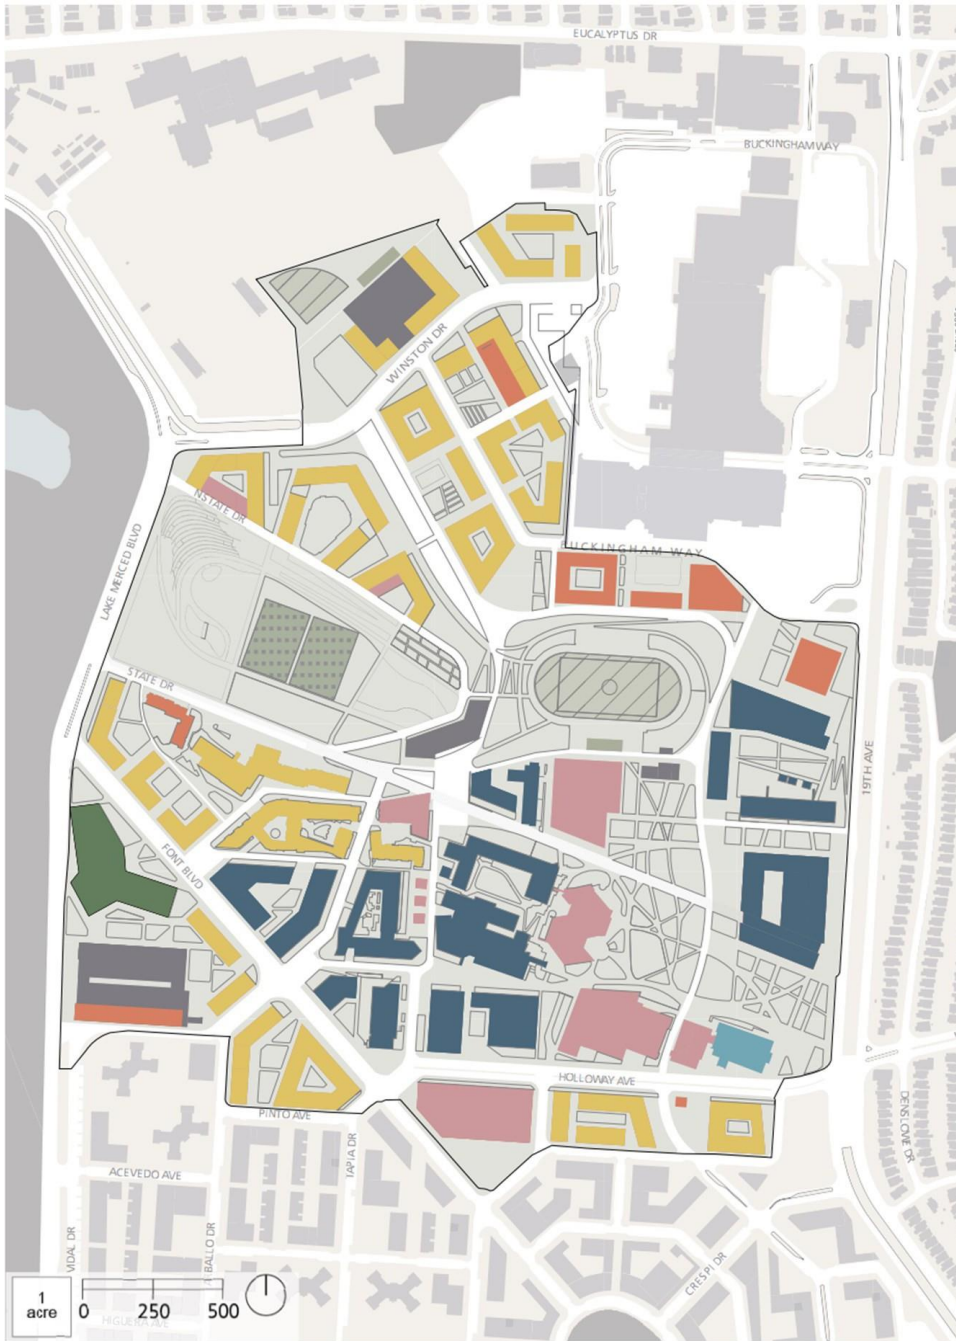 EUCALYPTUS DR
BUCKINGHAM WAY
WINSTON DR
N STATE DR
BUCKINGHAM WAY
LAKE MERCED BLVD
STATE DR
19TH AVE
FONT BLVD
HOLLOWAY AVE
DENSLOWE DR
PINTO AVE
TAPIA DR
ACEVEDO AVE
VIDAL DR
CRESPI DR
1
acre
0 250 500
HIGUERA AVE